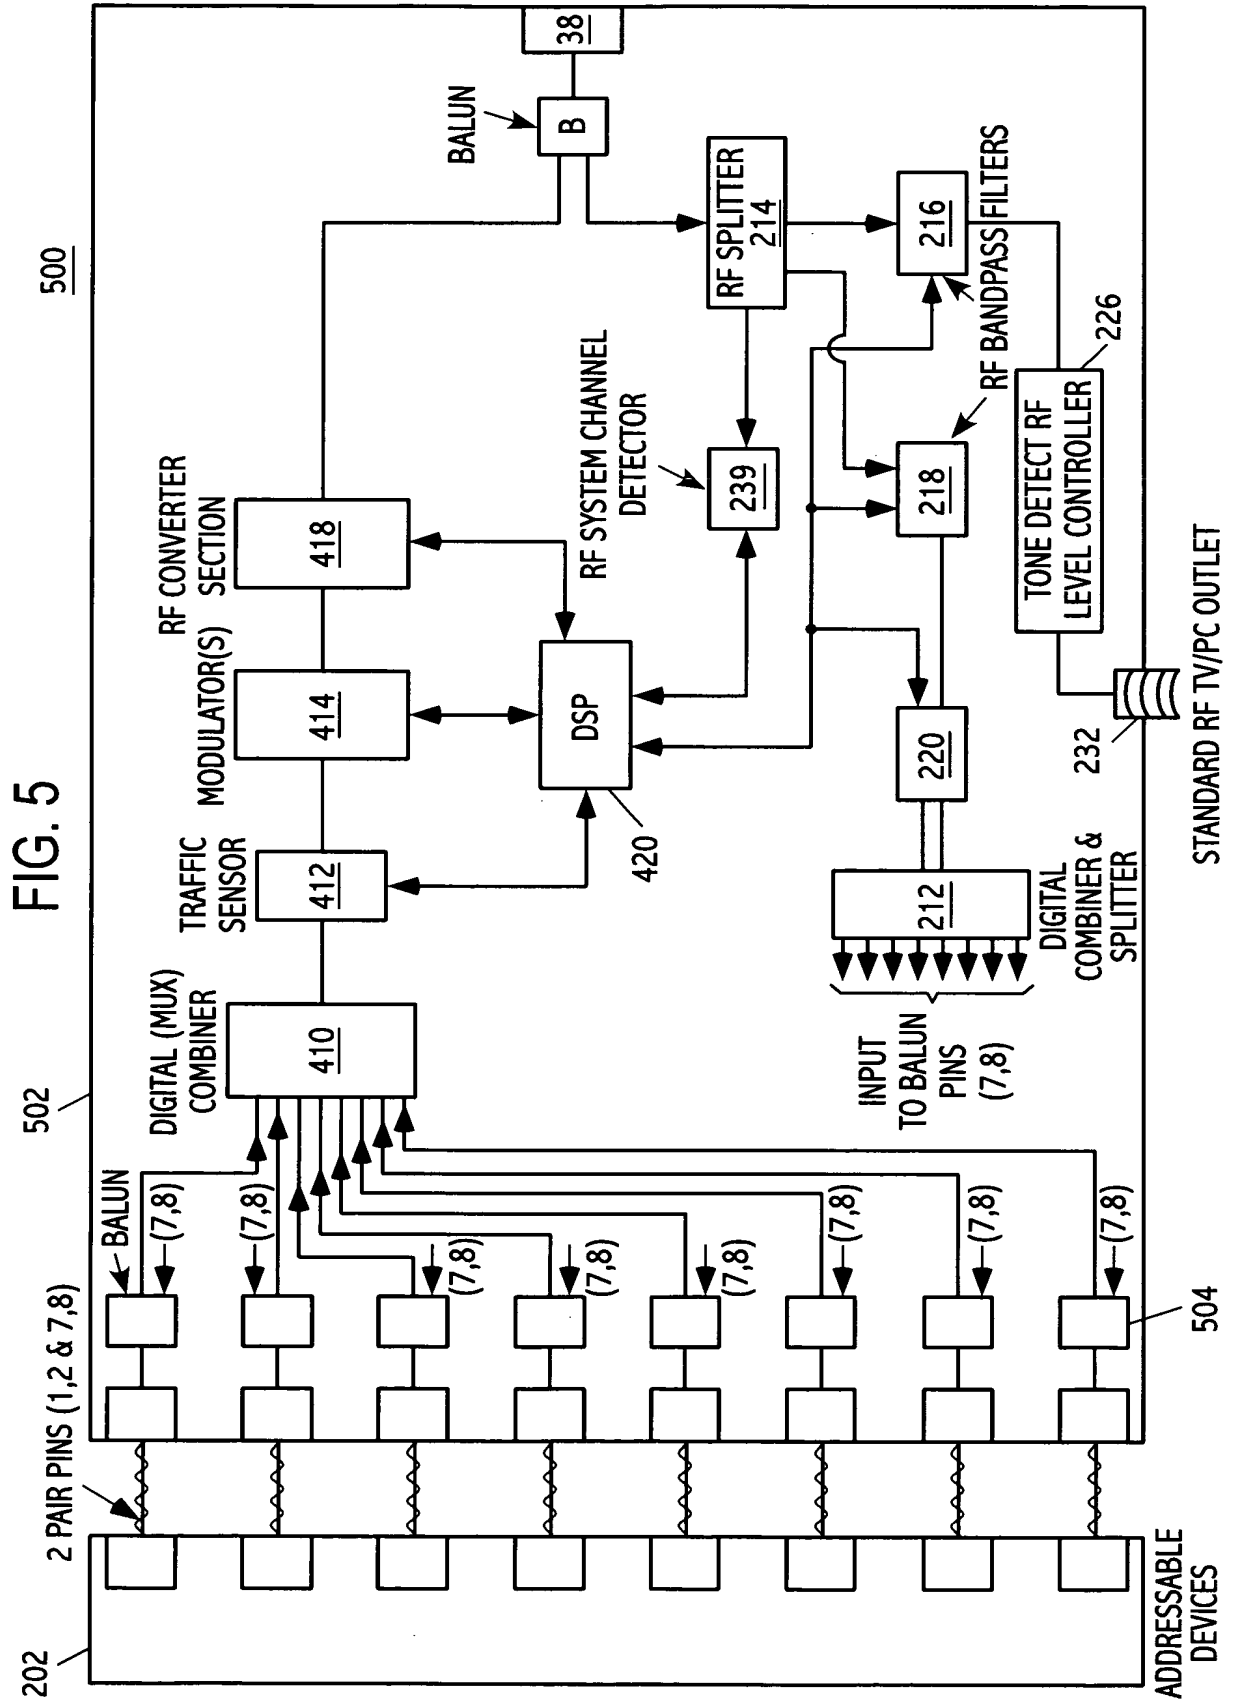 FIG. 5
500
502
202
2 PAIR PINS (1,2 & 7,8)
BALUN
(7,8)
(7,8)
(7,8)
(7,8)
(7,8)
(7,8)
(7,8)
(7,8)
504
ADDRESSABLE
DEVICES
DIGITAL (MUX)
COMBINER
410
TRAFFIC
SENSOR
412
MODULATOR(S)
414
RF CONVERTER
SECTION
418
DSP
420
RF SYSTEM CHANNEL
DETECTOR
239
BALUN
B
38
RF SPLITTER
214
216
218
RF BANDPASS FILTERS
220
212
DIGITAL
COMBINER &
SPLITTER
INPUT
TO BALUN
PINS
(7,8)
TONE DETECT RF
LEVEL CONTROLLER
226
232
STANDARD RF TV/PC OUTLET